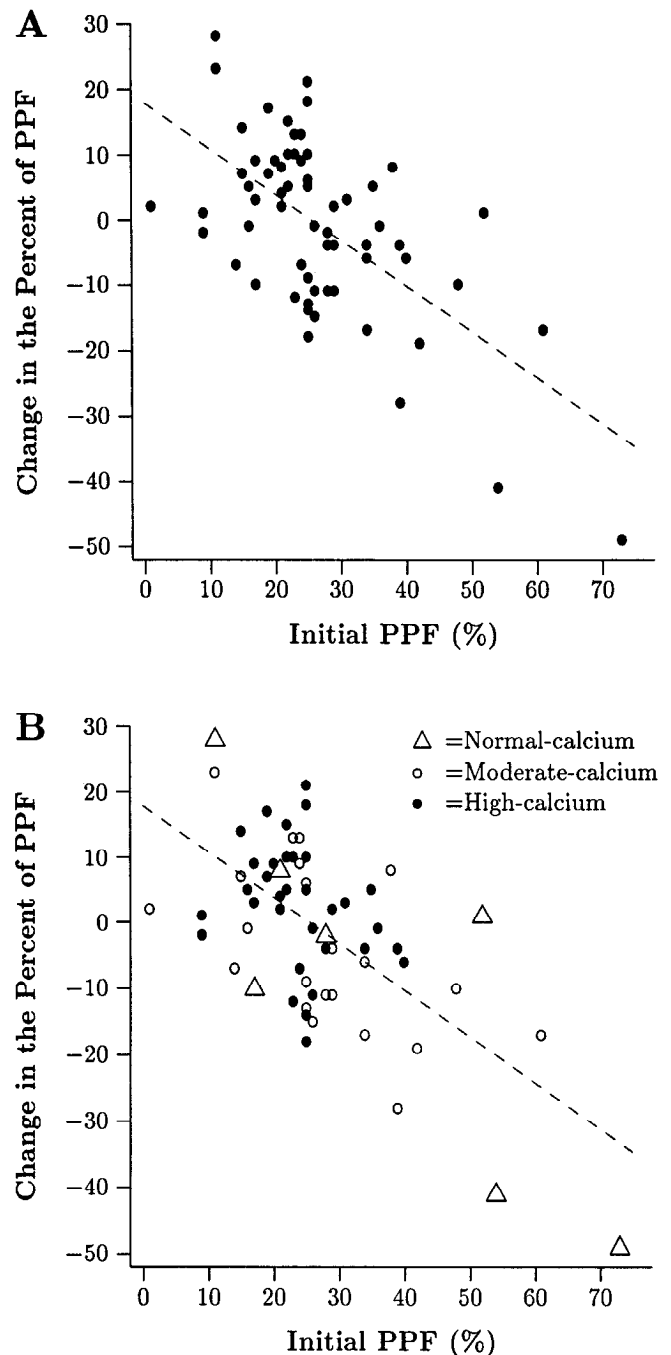 A
Change in the Percent of PPF
30
20
10
0
−10
−20
−30
−40
−50
0 10 20 30 40 50 60 70
Initial PPF (%)
B
Change in the Percent of PPF
30
20
10
0
−10
−20
−30
−40
−50
=Normal-calcium
=Moderate-calcium
=High-calcium
0 10 20 30 40 50 60 70
Initial PPF (%)